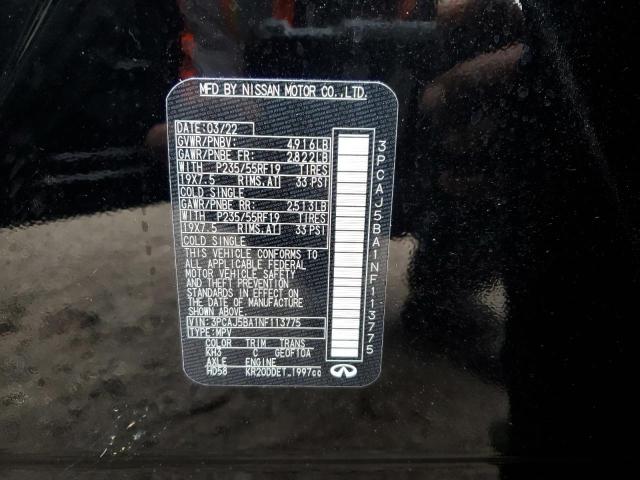 MFD BY NISSAN MOTOR CO.,LTD.
DATE: 03/22
GVWR/PNBV: 4916LB
GAWR/PNBE FR: 2822LB
WITH P235/55RF19 TIRES
19X7.5 RIMS,AT 33 PSI
COLD SINGLE
GAWR/PNBE RR: 2513LB
WITH P235/55RF19 TIRES
19X7.5 RIMS,AT 33 PSI
COLD SINGLE
THIS VEHICLE CONFORMS TO
ALL APPLICABLE FEDERAL
MOTOR VEHICLE SAFETY
AND THEFT PREVENTION
STANDARDS IN EFFECT ON
THE DATE OF MANUFACTURE
SHOWN ABOVE.
VIN: 3PCAJ5BA1NF113775
TYPE: MPV
COLOR TRIM TRANS
KH3 C GE0FT0A
AXLE ENGINE
HD58 KR20DDET 1997cc
3PCAJ5BA1NF113775